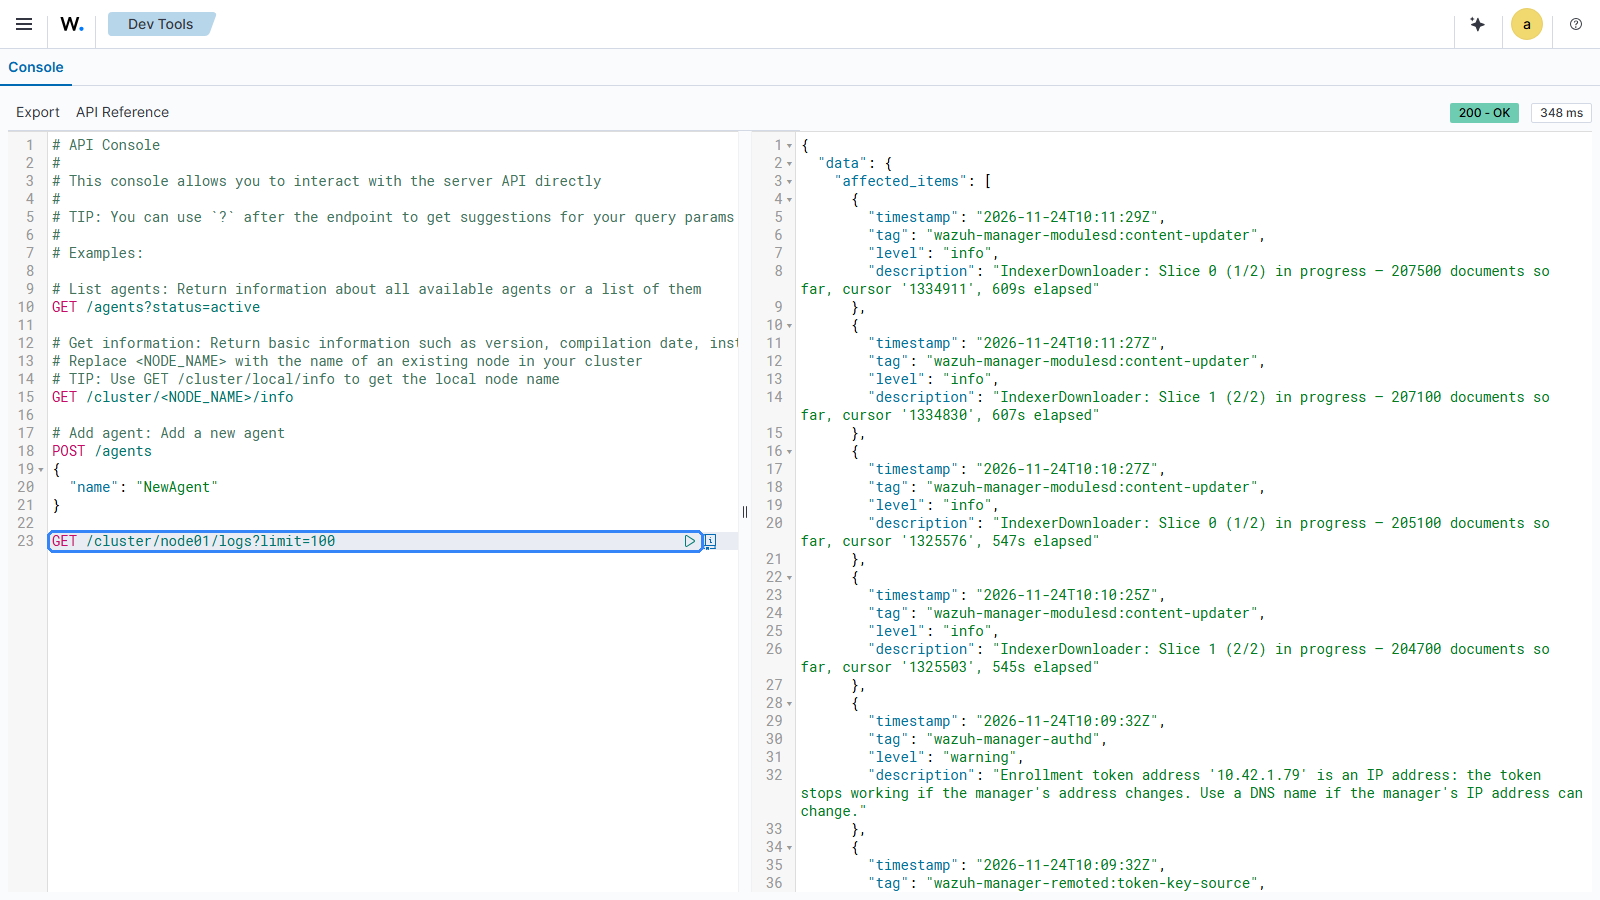 W.
Dev Tools
a
Console
Export
API Reference
200 - OK
348 ms
1 # API Console
2 #
3 # This console allows you to interact with the server API directly
4 #
5 # TIP: You can use `?` after the endpoint to get suggestions for your query params
6 #
7 # Examples:
8
9 # List agents: Return information about all available agents or a list of them
10 GET /agents?status=active
11
12 # Get information: Return basic information such as version, compilation date, inst
13 # Replace <NODE_NAME> with the name of an existing node in your cluster
14 # TIP: Use GET /cluster/local/info to get the local node name
15 GET /cluster/<NODE_NAME>/info
16
17 # Add agent: Add a new agent
18 POST /agents
19 {
20 "name": "NewAgent"
21 }
22
23 GET /cluster/node01/logs?limit=100
1 {
2 "data": {
3 "affected_items": [
4 {
5 "timestamp": "2026-11-24T10:11:29Z",
6 "tag": "wazuh-manager-modulesd:content-updater",
7 "level": "info",
8 "description": "IndexerDownloader: Slice 0 (1/2) in progress — 207500 documents so
far, cursor '1334911', 609s elapsed"
9 },
10 {
11 "timestamp": "2026-11-24T10:11:27Z",
12 "tag": "wazuh-manager-modulesd:content-updater",
13 "level": "info",
14 "description": "IndexerDownloader: Slice 1 (2/2) in progress — 207100 documents so
far, cursor '1334830', 607s elapsed"
15 },
16 {
17 "timestamp": "2026-11-24T10:10:27Z",
18 "tag": "wazuh-manager-modulesd:content-updater",
19 "level": "info",
20 "description": "IndexerDownloader: Slice 0 (1/2) in progress — 205100 documents so
far, cursor '1325576', 547s elapsed"
21 },
22 {
23 "timestamp": "2026-11-24T10:10:25Z",
24 "tag": "wazuh-manager-modulesd:content-updater",
25 "level": "info",
26 "description": "IndexerDownloader: Slice 1 (2/2) in progress — 204700 documents so
far, cursor '1325503', 545s elapsed"
27 },
28 {
29 "timestamp": "2026-11-24T10:09:32Z",
30 "tag": "wazuh-manager-authd",
31 "level": "warning",
32 "description": "Enrollment token address '10.42.1.79' is an IP address: the token
stops working if the manager's address changes. Use a DNS name if the manager's IP address can
change."
33 },
34 {
35 "timestamp": "2026-11-24T10:09:32Z",
36 "tag": "wazuh-manager-remoted:token-key-source",